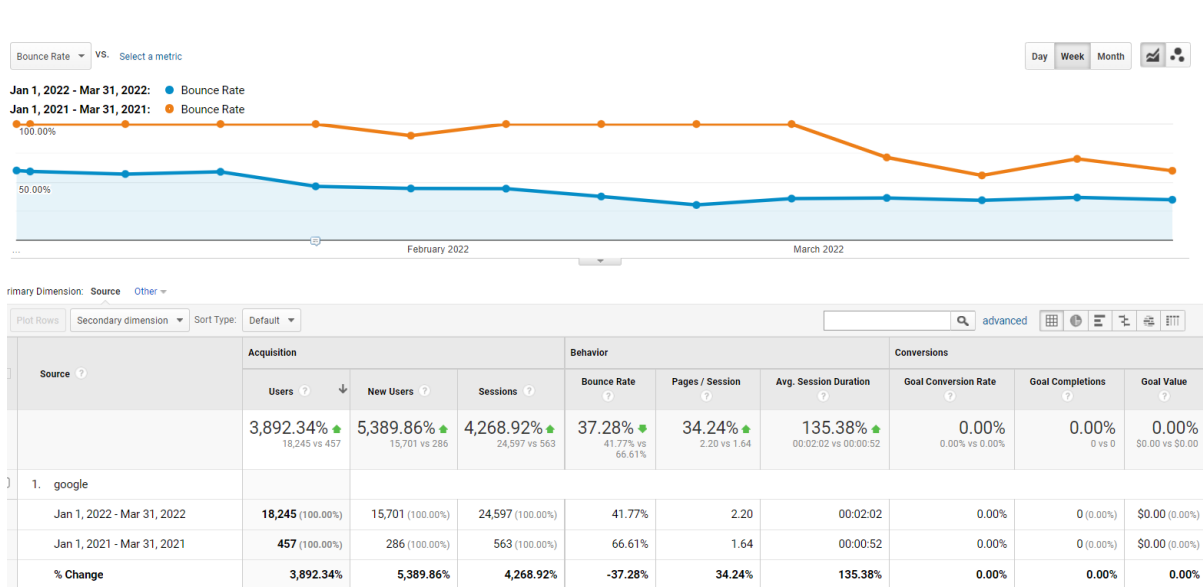 Bounce Rate VS. Select a metric Day Week Month
Jan 1, 2022 - Mar 31, 2022: Bounce Rate
Jan 1, 2021 - Mar 31, 2021: Bounce Rate
100.00%
50.00%
... February 2022 March 2022
rimary Dimension: Source Other
Plot Rows Secondary dimension Sort Type: Default advanced
Acquisition Behavior Conversions
Source ?
Users ? New Users ? Sessions ? Bounce Rate ? Pages / Session ? Avg. Session Duration ? Goal Conversion Rate ? Goal Completions ? Goal Value ?
3,892.34% 5,389.86% 4,268.92% 37.28% 34.24% 135.38% 0.00% 0.00% 0.00%
18,245 vs 457 15,701 vs 286 24,597 vs 563 41.77% vs 66.61% 2.20 vs 1.64 00:02:02 vs 00:00:52 0.00% vs 0.00% 0 vs 0 $0.00 vs $0.00
1. google
Jan 1, 2022 - Mar 31, 2022 18,245 (100.00%) 15,701 (100.00%) 24,597 (100.00%) 41.77% 2.20 00:02:02 0.00% 0 (0.00%) $0.00 (0.00%)
Jan 1, 2021 - Mar 31, 2021 457 (100.00%) 286 (100.00%) 563 (100.00%) 66.61% 1.64 00:00:52 0.00% 0 (0.00%) $0.00 (0.00%)
% Change 3,892.34% 5,389.86% 4,268.92% -37.28% 34.24% 135.38% 0.00% 0.00% 0.00%